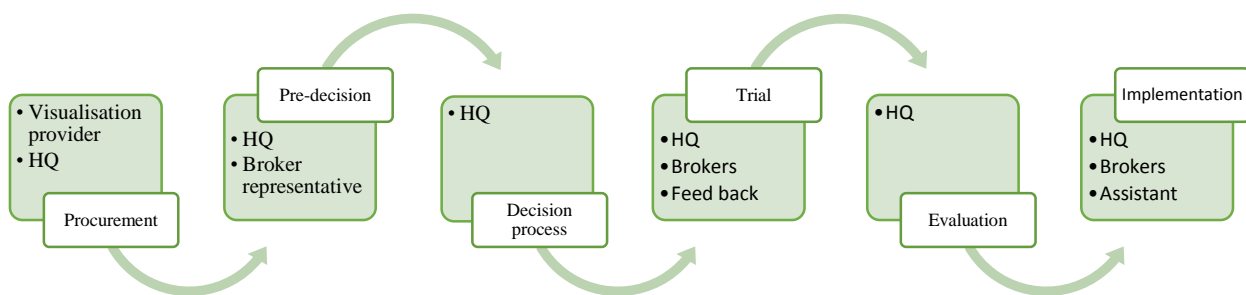 • Visualisation
provider
• HQ
Procurement
Pre-decision
• HQ
• Broker
representative
• HQ
Decision
process
Trial
• HQ
• Brokers
• Feed back
• HQ
Evaluation
Implementation
• HQ
• Brokers
• Assistant